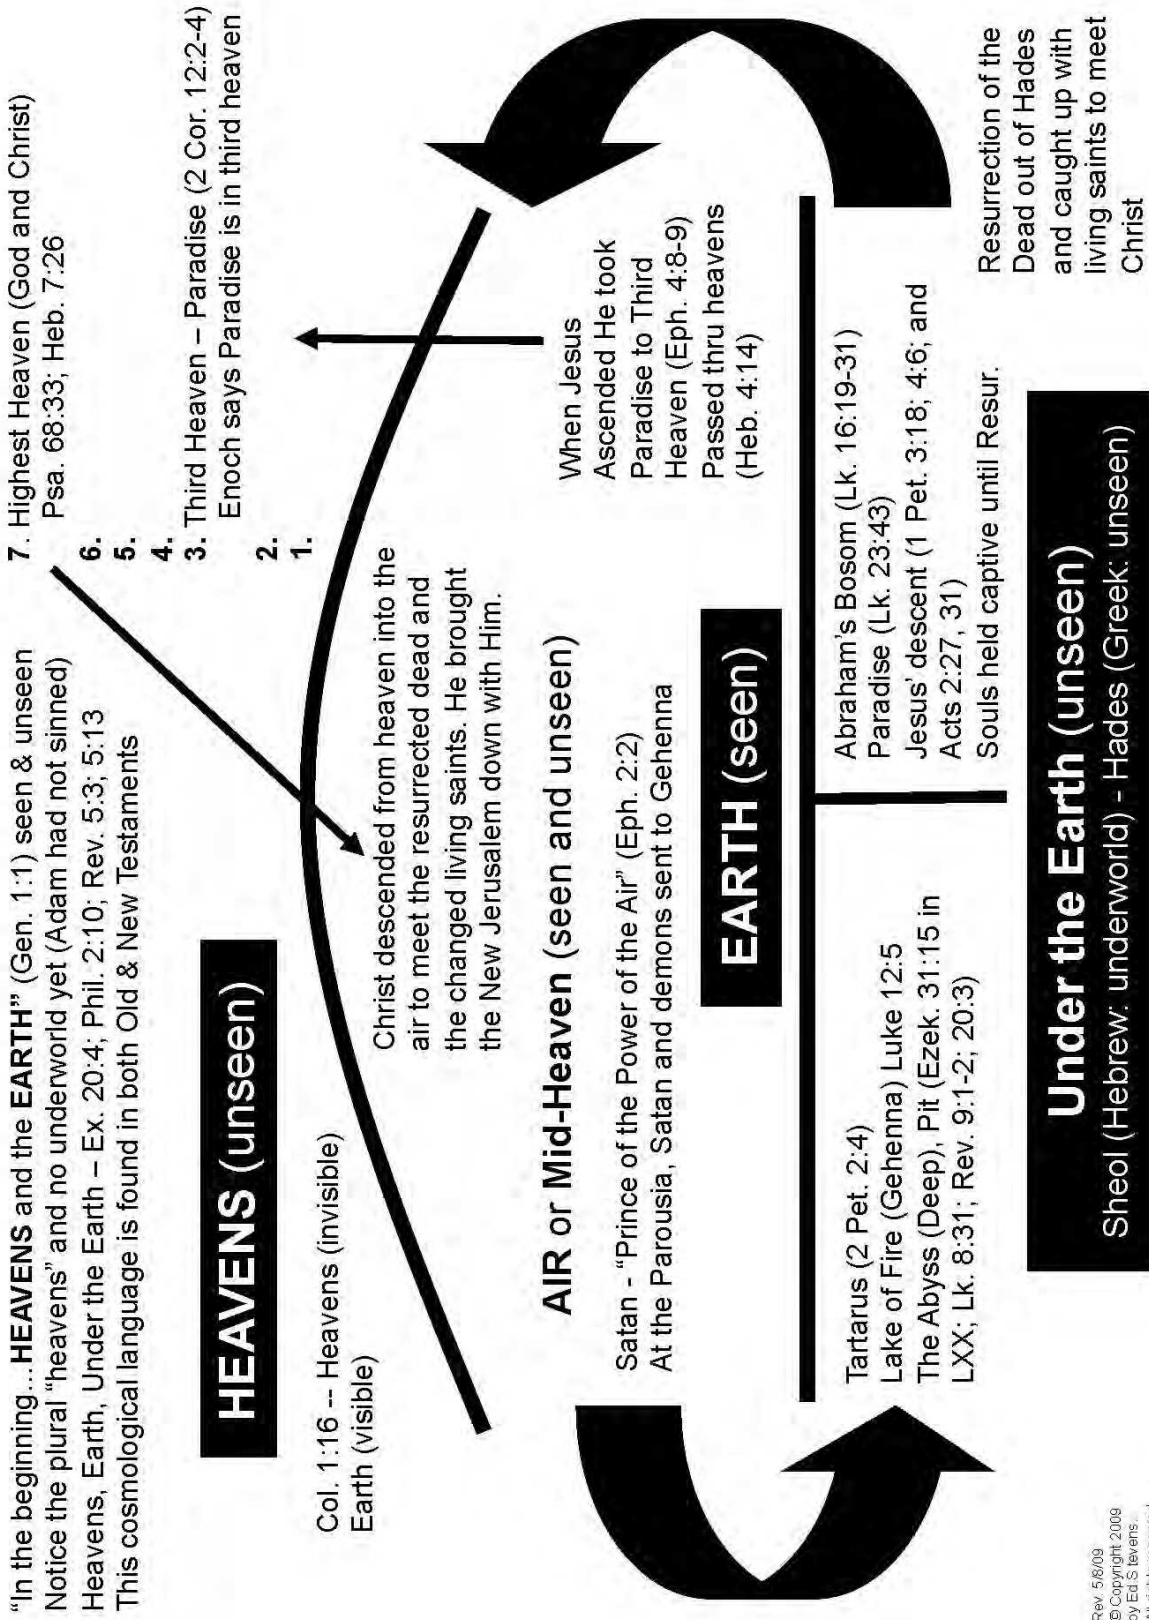 “In the beginning…HEAVENS and the EARTH” (Gen. 1:1) seen & unseen
Notice the plural “heavens” and no underworld yet (Adam had not sinned)
Heavens, Earth, Under the Earth – Ex. 20:4; Phil. 2:10; Rev. 5:3; 5:13
This cosmological language is found in both Old & New Testaments
7. Highest Heaven (God and Christ)
Psa. 68:33; Heb. 7:26
6.
5.
4.
3. Third Heaven – Paradise (2 Cor. 12:2-4)
Enoch says Paradise is in third heaven
2.
1.
HEAVENS (unseen)
Col. 1:16 -- Heavens (invisible)
Earth (visible)
Christ descended from heaven into the
air to meet the resurrected dead and
the changed living saints. He brought
the New Jerusalem down with Him.
When Jesus
Ascended He took
Paradise to Third
Heaven (Eph. 4:8-9)
Passed thru heavens
(Heb. 4:14)
AIR or Mid-Heaven (seen and unseen)
Satan - “Prince of the Power of the Air” (Eph. 2:2)
At the Parousia, Satan and demons sent to Gehenna
EARTH (seen)
Tartarus (2 Pet. 2:4)
Lake of Fire (Gehenna) Luke 12:5
The Abyss (Deep), Pit (Ezek. 31:15 in
LXX; Lk. 8:31; Rev. 9:1-2; 20:3)
Abraham’s Bosom (Lk. 16:19-31)
Paradise (Lk. 23:43)
Jesus’ descent (1 Pet. 3:18; 4:6; and
Acts 2:27, 31)
Souls held captive until Resur.
Resurrection of the
Dead out of Hades
and caught up with
living saints to meet
Christ
Under the Earth (unseen)
Sheol (Hebrew: underworld) - Hades (Greek: unseen)
Rev. 5/8/09
© Copyright 2009
by Ed Stevens.